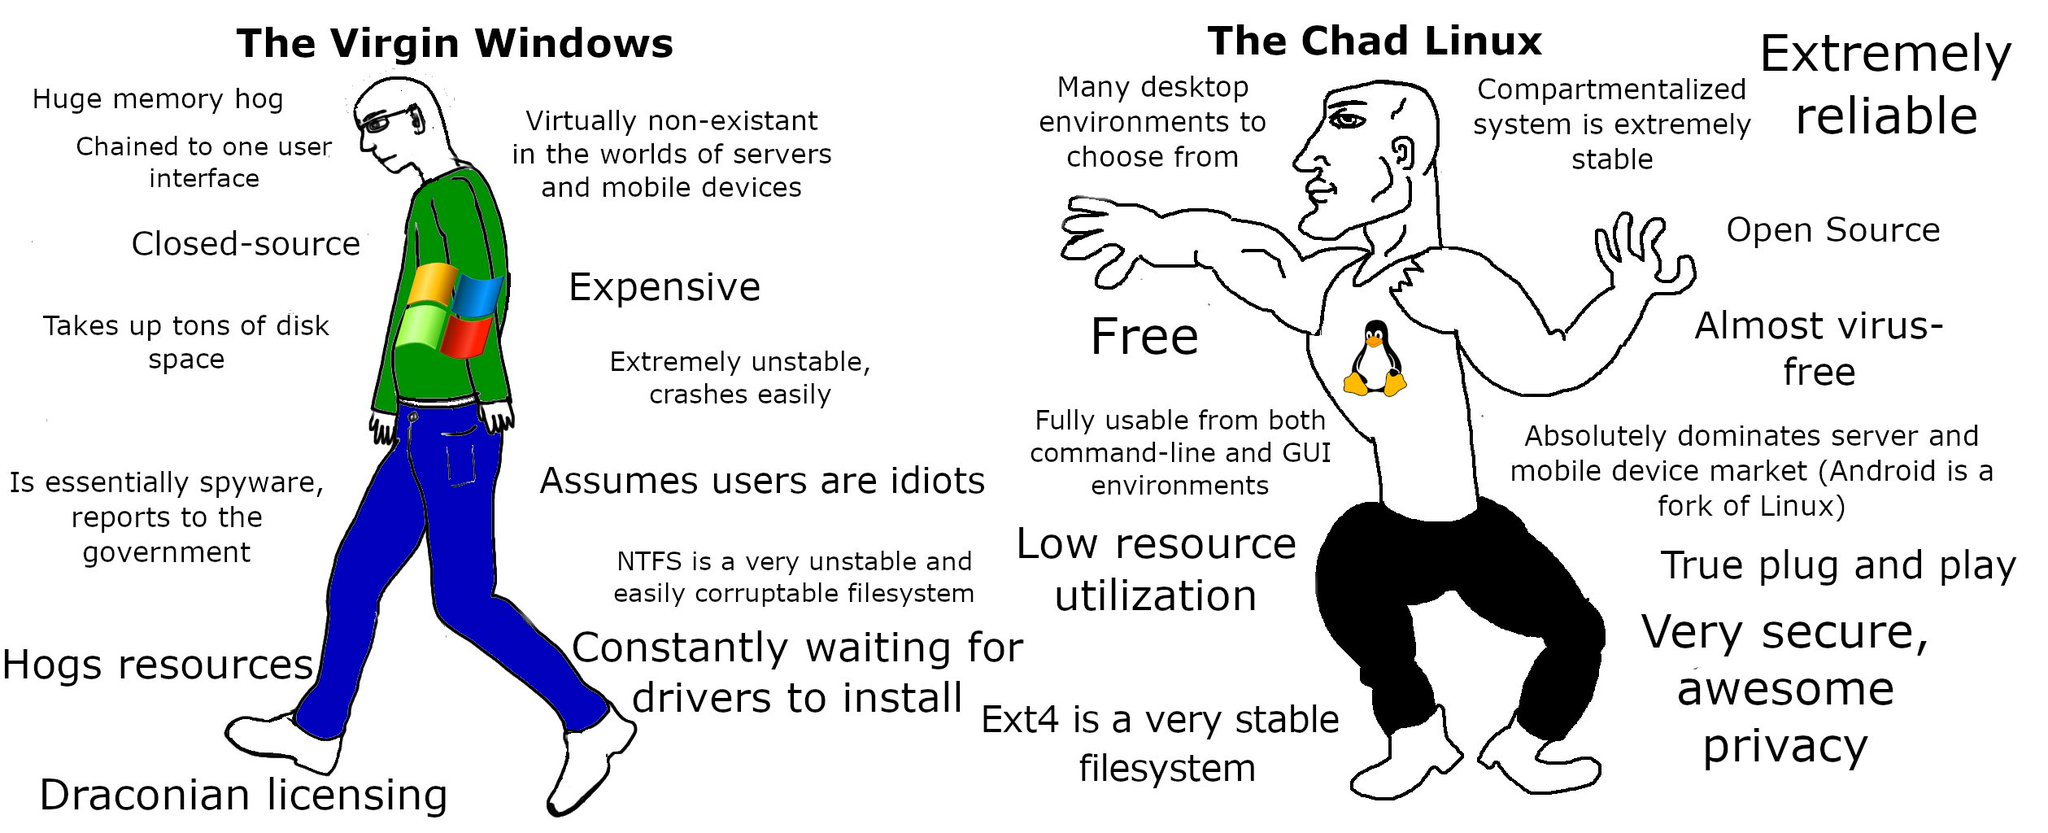 The Virgin Windows
Huge memory hog
Chained to one user
interface
Virtually non-existant
in the worlds of servers
and mobile devices
Closed-source
Expensive
Takes up tons of disk
space
Extremely unstable,
crashes easily
Is essentially spyware,
reports to the
government
Assumes users are idiots
NTFS is a very unstable and
easily corruptable filesystem
Hogs resources
Constantly waiting for
drivers to install
Draconian licensing
The Chad Linux
Many desktop
environments to
choose from
Compartmentalized
system is extremely
stable
Extremely
reliable
Open Source
Free
Almost virus-
free
Fully usable from both
command-line and GUI
environments
Absolutely dominates server and
mobile device market (Android is a
fork of Linux)
Low resource
utilization
True plug and play
Very secure,
awesome
privacy
Ext4 is a very stable
filesystem